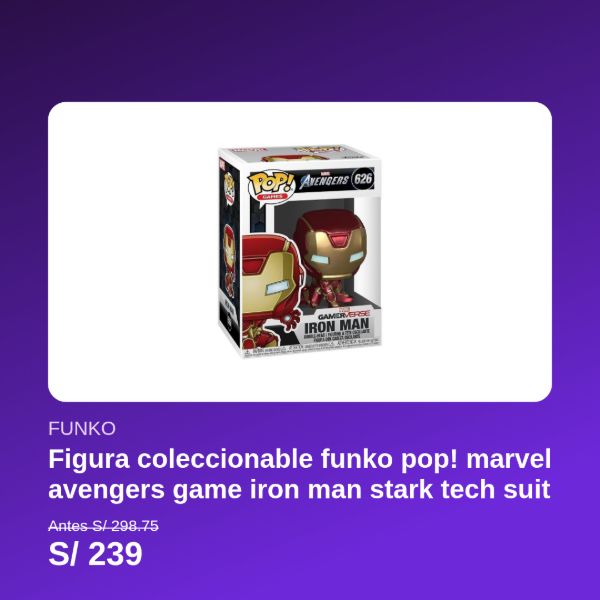 POP!
GAMES
MARVEL
AVENGERS
626
GAMERVERSE
IRON MAN
FUNKO
Figura coleccionable funko pop! marvel
avengers game iron man stark tech suit
Antes S/ 298.75
S/ 239